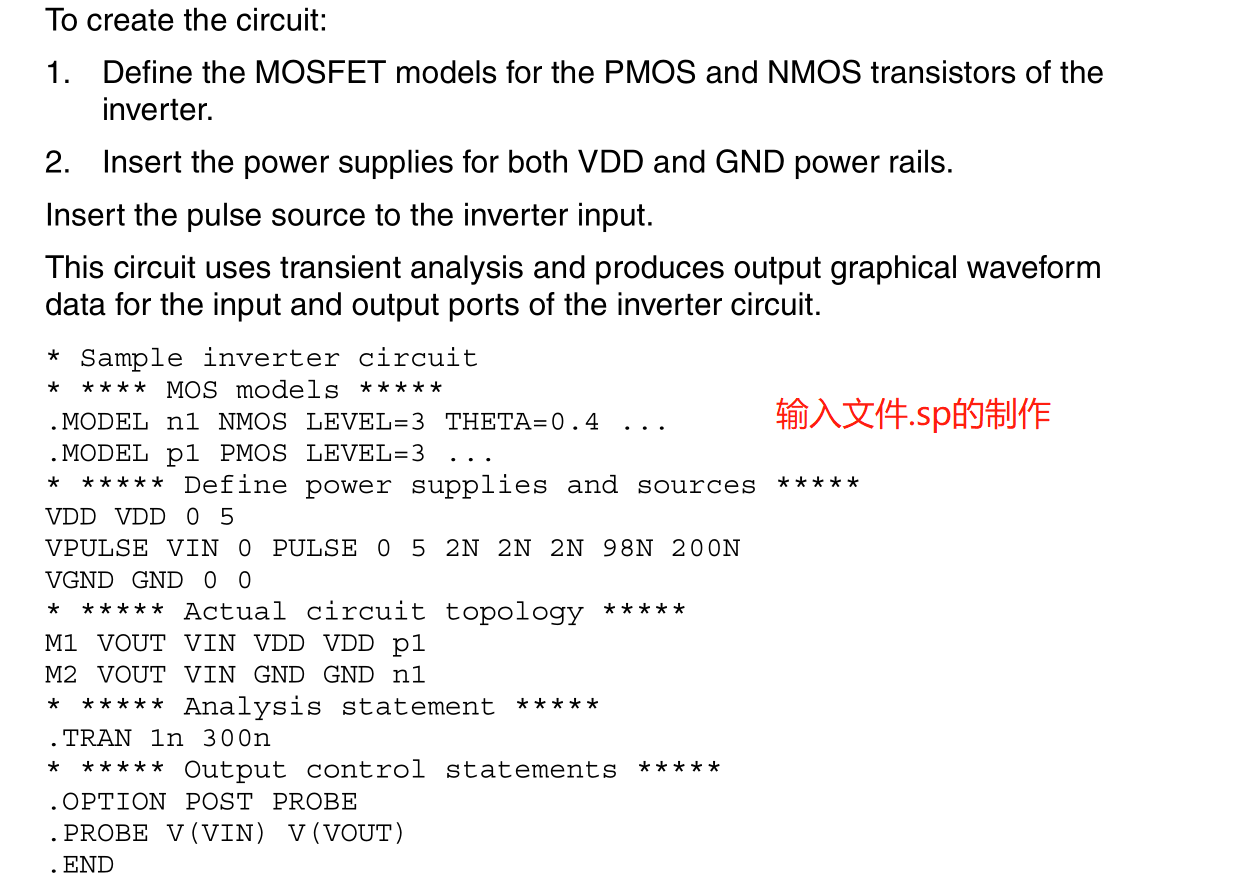 To create the circuit:
1. Define the MOSFET models for the PMOS and NMOS transistors of the
inverter.
2. Insert the power supplies for both VDD and GND power rails.
Insert the pulse source to the inverter input.
This circuit uses transient analysis and produces output graphical waveform
data for the input and output ports of the inverter circuit.
* Sample inverter circuit
* **** MOS models *****
.MODEL n1 NMOS LEVEL=3 THETA=0.4 ...
输入文件.sp的制作
.MODEL p1 PMOS LEVEL=3 ...
* ***** Define power supplies and sources *****
VDD VDD 0 5
VPULSE VIN 0 PULSE 0 5 2N 2N 2N 98N 200N
VGND GND 0 0
* ***** Actual circuit topology *****
M1 VOUT VIN VDD VDD p1
M2 VOUT VIN GND GND n1
* ***** Analysis statement *****
.TRAN 1n 300n
* ***** Output control statements *****
.OPTION POST PROBE
.PROBE V(VIN) V(VOUT)
.END